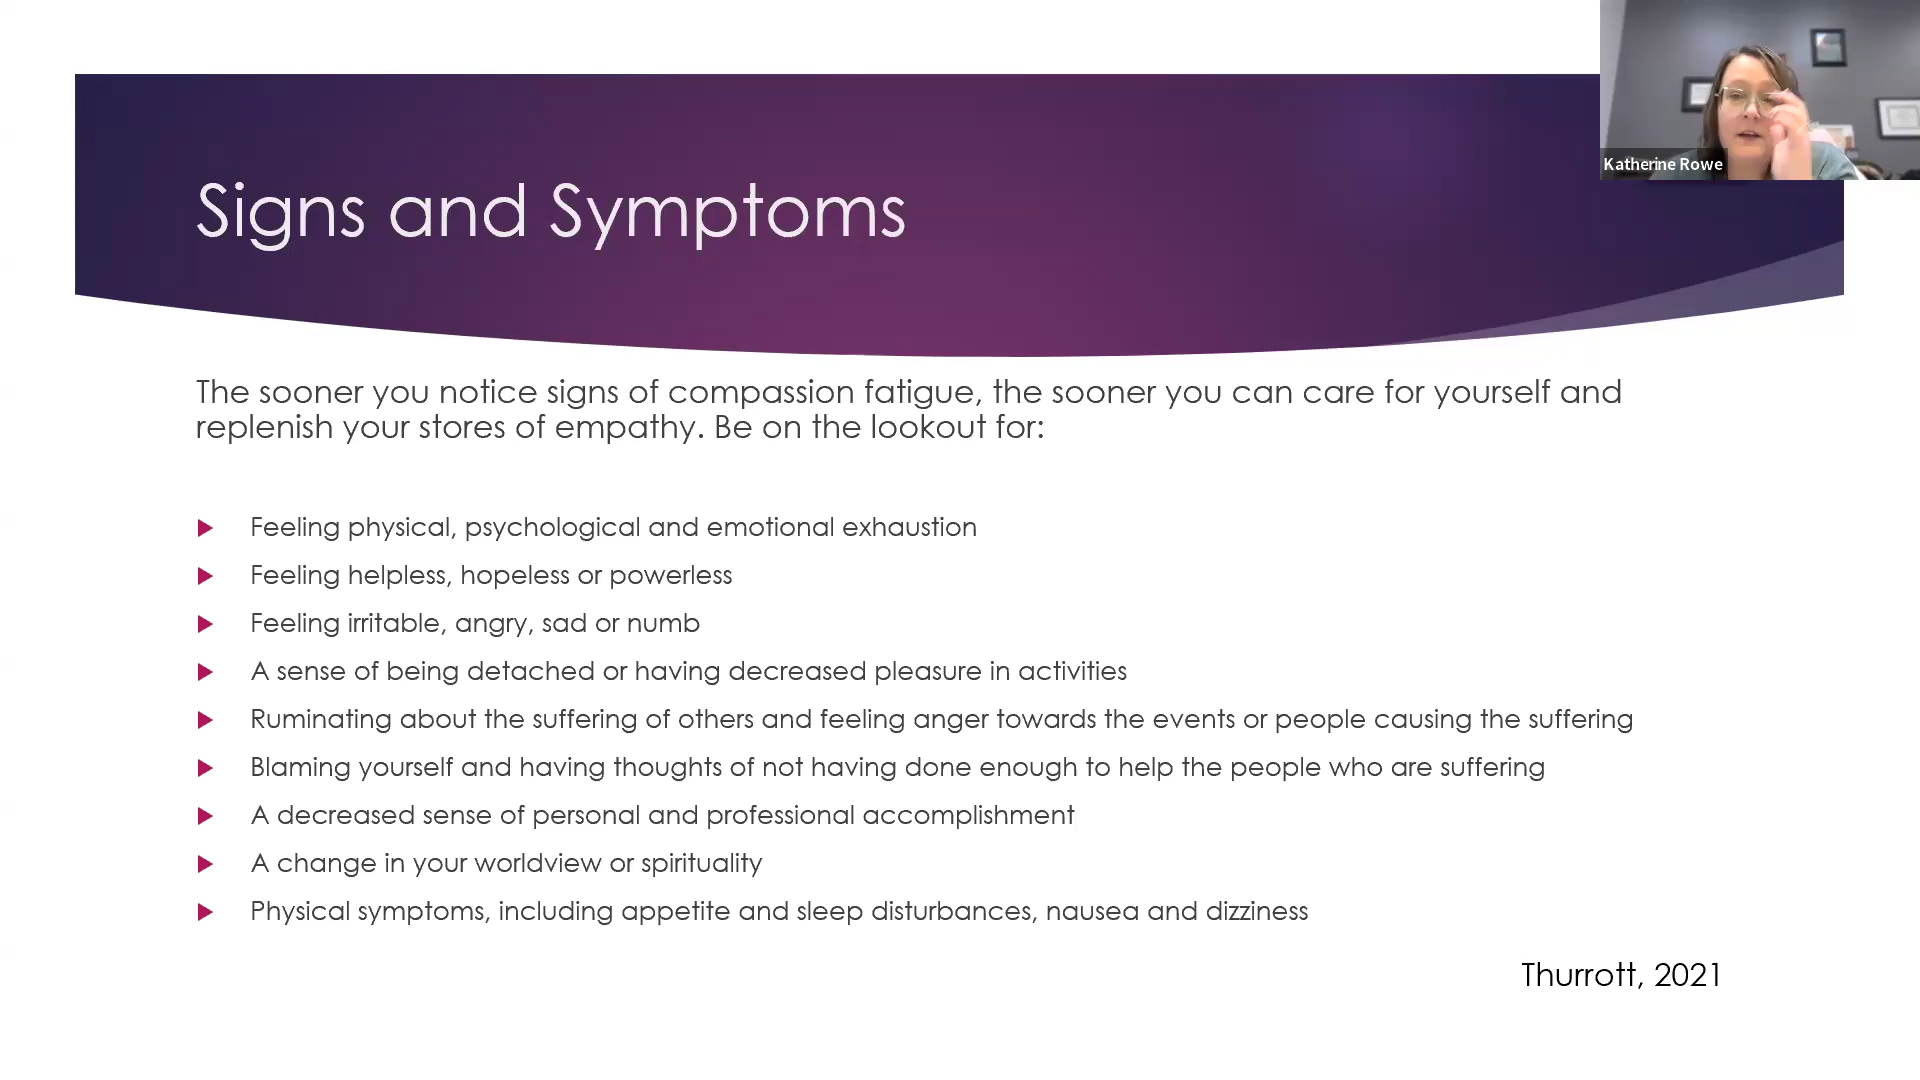 Katherine Rowe
Signs and Symptoms
The sooner you notice signs of compassion fatigue, the sooner you can care for yourself and
replenish your stores of empathy. Be on the lookout for:
Feeling physical, psychological and emotional exhaustion
Feeling helpless, hopeless or powerless
Feeling irritable, angry, sad or numb
A sense of being detached or having decreased pleasure in activities
Ruminating about the suffering of others and feeling anger towards the events or people causing the suffering
Blaming yourself and having thoughts of not having done enough to help the people who are suffering
A decreased sense of personal and professional accomplishment
A change in your worldview or spirituality
Physical symptoms, including appetite and sleep disturbances, nausea and dizziness
Thurrott, 2021